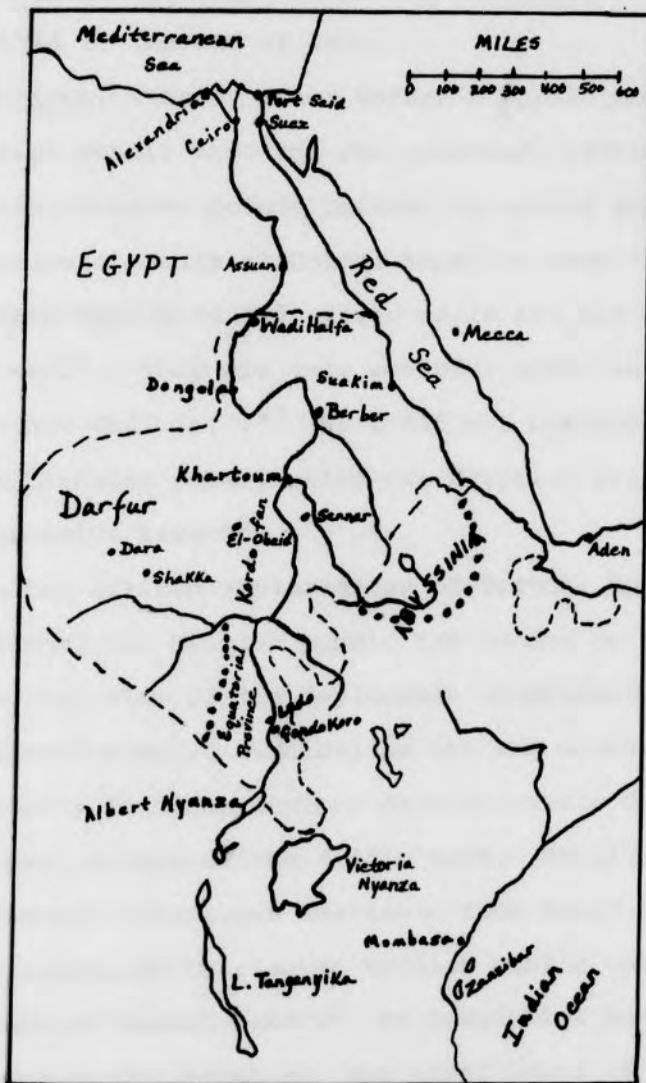 Mediterranean
Sea
MILES
0 100 200 300 400 500 600
Alexandria
Port Said
Cairo
Suez
EGYPT
Assuan
Red
Sea
Mecca
Wadi Halfa
Dongola
Suakim
Berber
Khartoum
Darfur
Sennar
El-Obeid
Kordofan
Dara
Shakka
Aden
Equatorial
Province
Lado
GondoKoro
Albert Nyanza
Victoria
Nyanza
Mombasa
Zanzibar
L. Tanganyika
Indian
Ocean